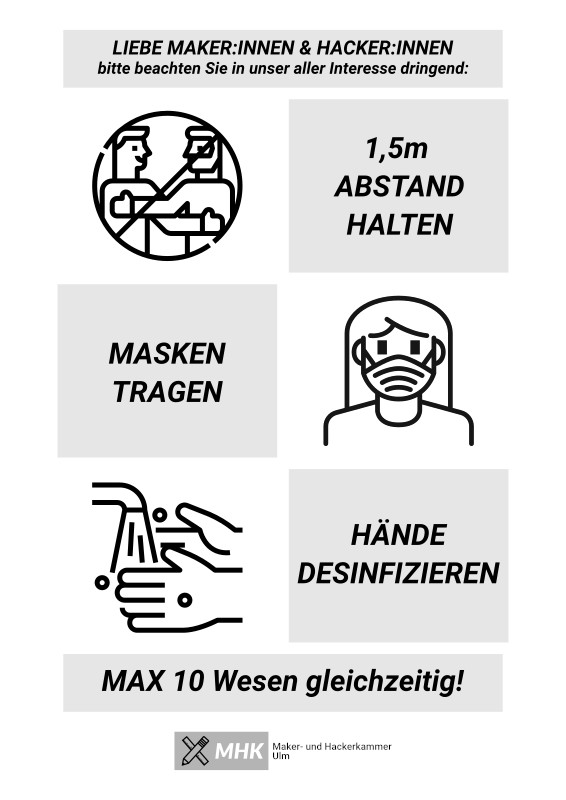 LIEBE MAKER:INNEN & HACKER:INNEN
bitte beachten Sie in unser aller Interesse dringend:
1,5m
ABSTAND
HALTEN
MASKEN
TRAGEN
HÄNDE
DESINFIZIEREN
MAX 10 Wesen gleichzeitig!
MHK
Maker- und Hackerkammer
Ulm